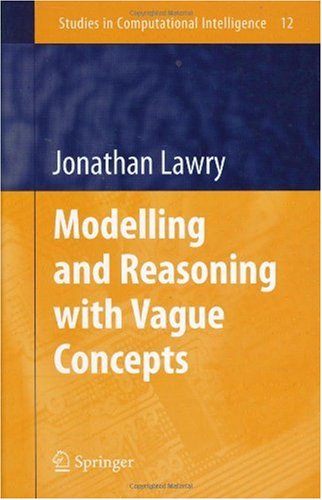 Studies in Computational Intelligence 12
Jonathan Lawry
Modelling
and Reasoning
with Vague
Concepts
Springer